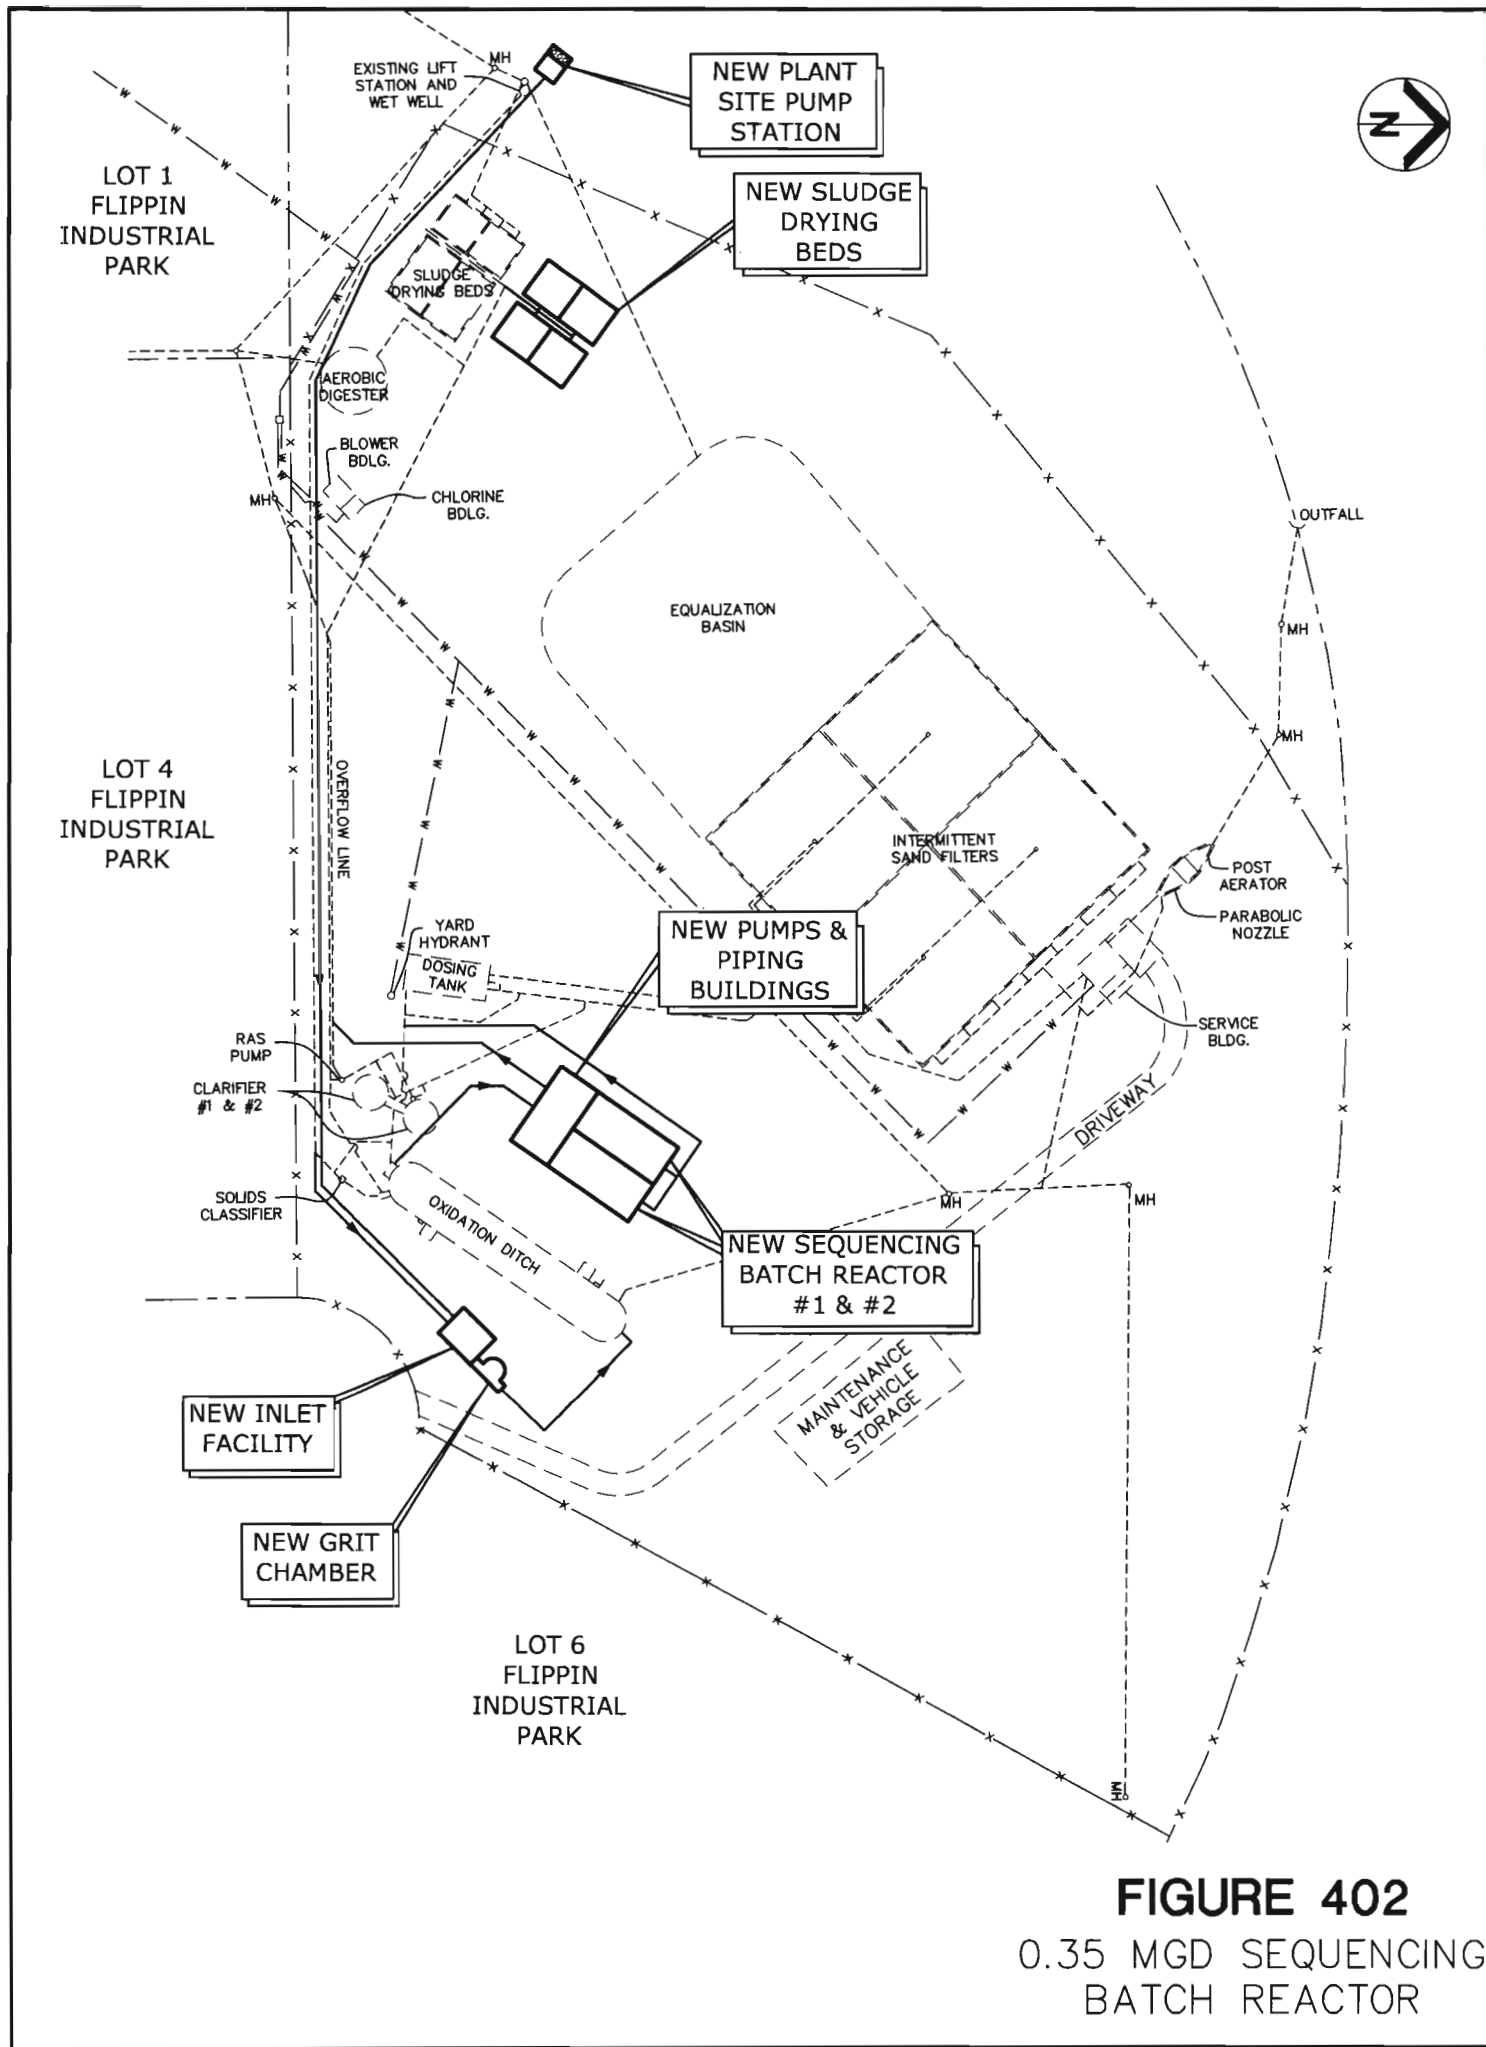 MH
EXISTING LIFT
STATION AND
WET WELL
NEW PLANT
SITE PUMP
STATION
N
LOT 1
FLIPPIN
INDUSTRIAL
PARK
NEW SLUDGE
DRYING
BEDS
SLUDGE
DRYING BEDS
AEROBIC
DIGESTER
BLOWER
BDLG.
MH
CHLORINE
BDLG.
OUTFALL
EQUALIZATION
BASIN
MH
MH
LOT 4
FLIPPIN
INDUSTRIAL
PARK
OVERFLOW LINE
INTERMITTENT
SAND FILTERS
POST
AERATOR
PARABOLIC
NOZZLE
YARD
HYDRANT
DOSING
TANK
NEW PUMPS &
PIPING
BUILDINGS
SERVICE
BLDG.
RAS
PUMP
CLARIFIER
#1 & #2
DRIVEWAY
SOLIDS
CLASSIFIER
OXIDATION DITCH
MH
MH
NEW SEQUENCING
BATCH REACTOR
#1 & #2
MAINTENANCE
& VEHICLE
STORAGE
NEW INLET
FACILITY
NEW GRIT
CHAMBER
LOT 6
FLIPPIN
INDUSTRIAL
PARK
MH
FIGURE 402
0.35 MGD SEQUENCING
BATCH REACTOR